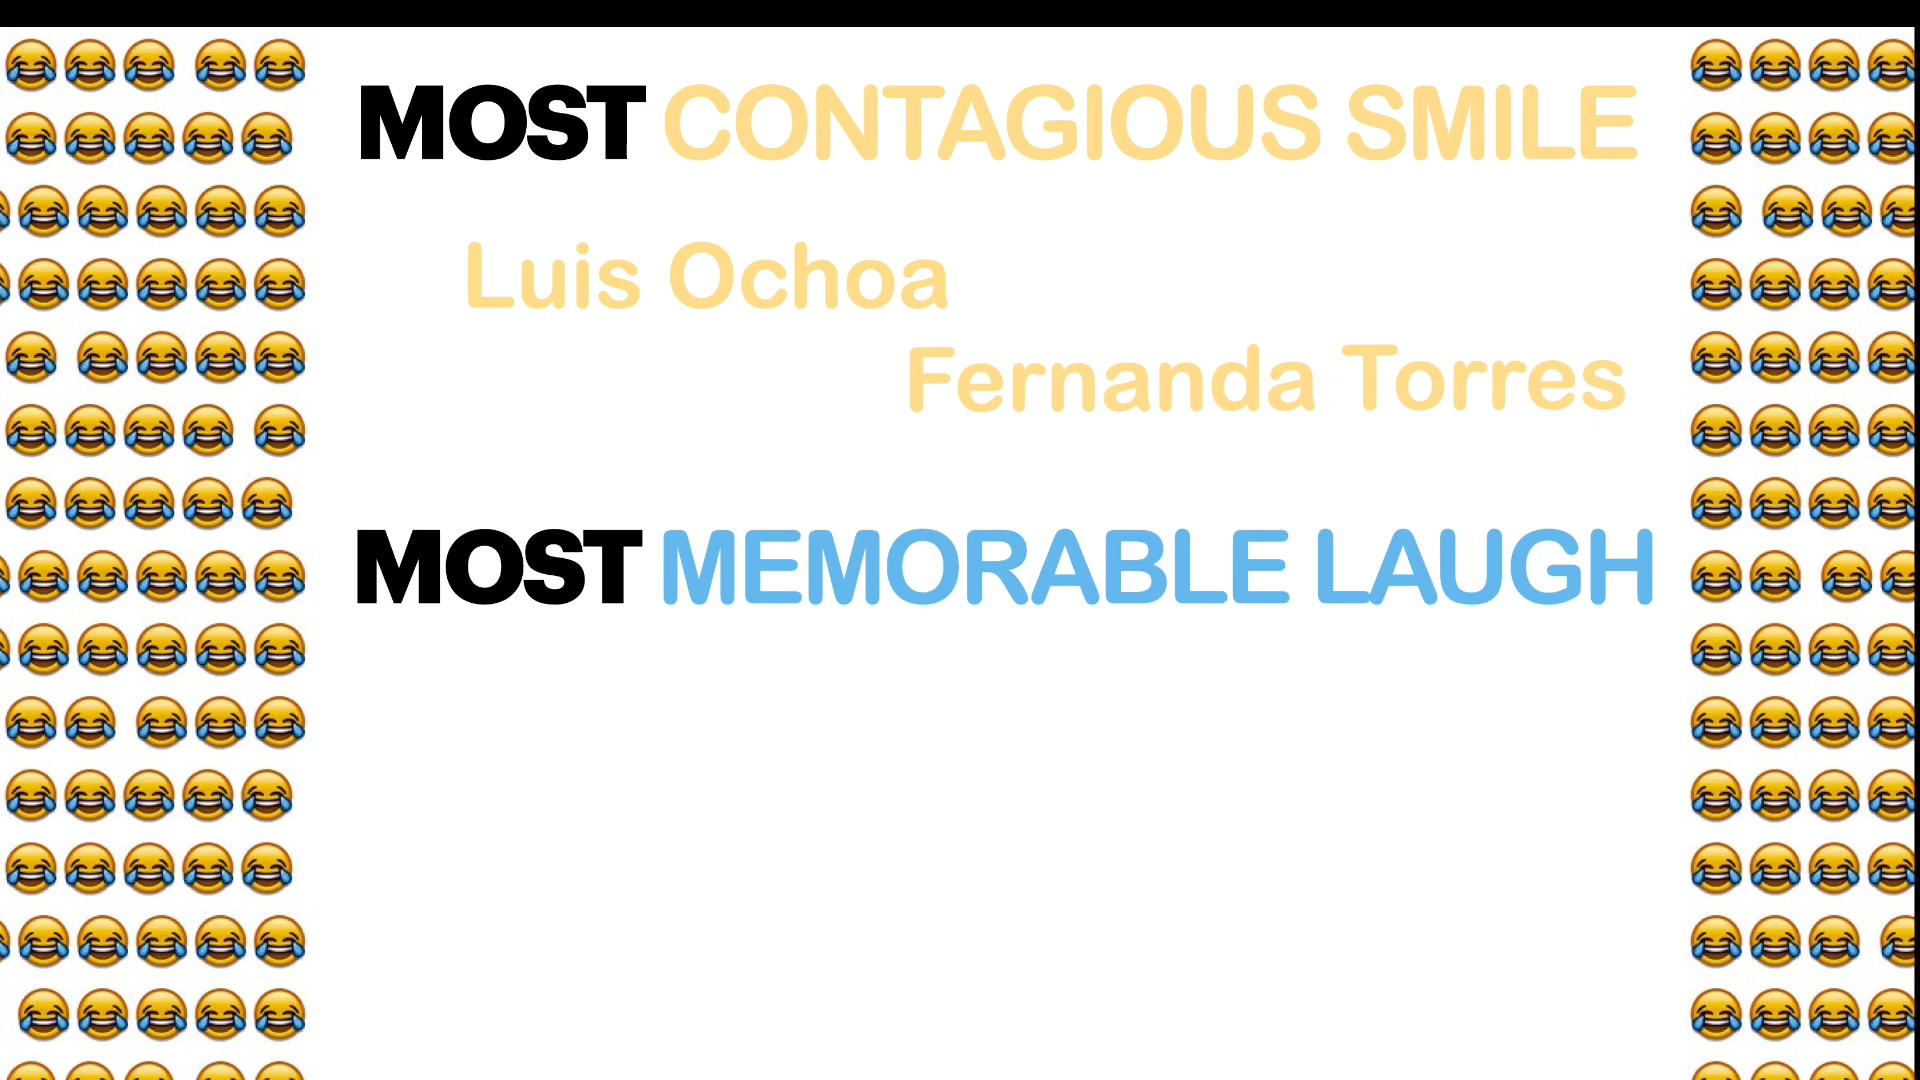 MOST CONTAGIOUS SMILE
Luis Ochoa
Fernanda Torres
MOST MEMORABLE LAUGH